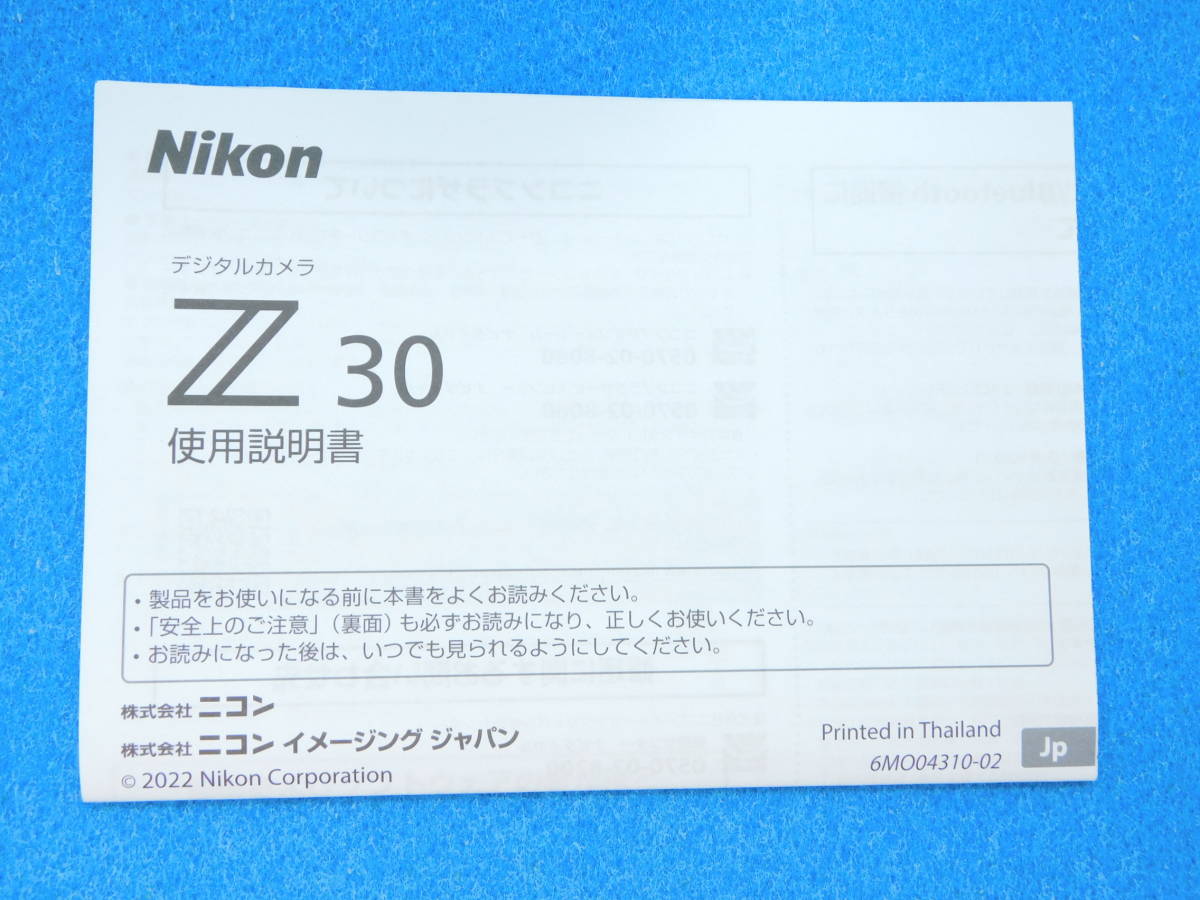 Nikon
デジタルカメラ
Z 30
使用説明書
• 製品をお使いになる前に本書をよくお読みください。
• 「安全上のご注意」（裏面）も必ずお読みになり、正しくお使いください。
• お読みになった後は、いつでも見られるようにしてください。
株式会社 ニコン
株式会社 ニコン イメージング ジャパン
© 2022 Nikon Corporation
Printed in Thailand
6MO04310-02
Jp